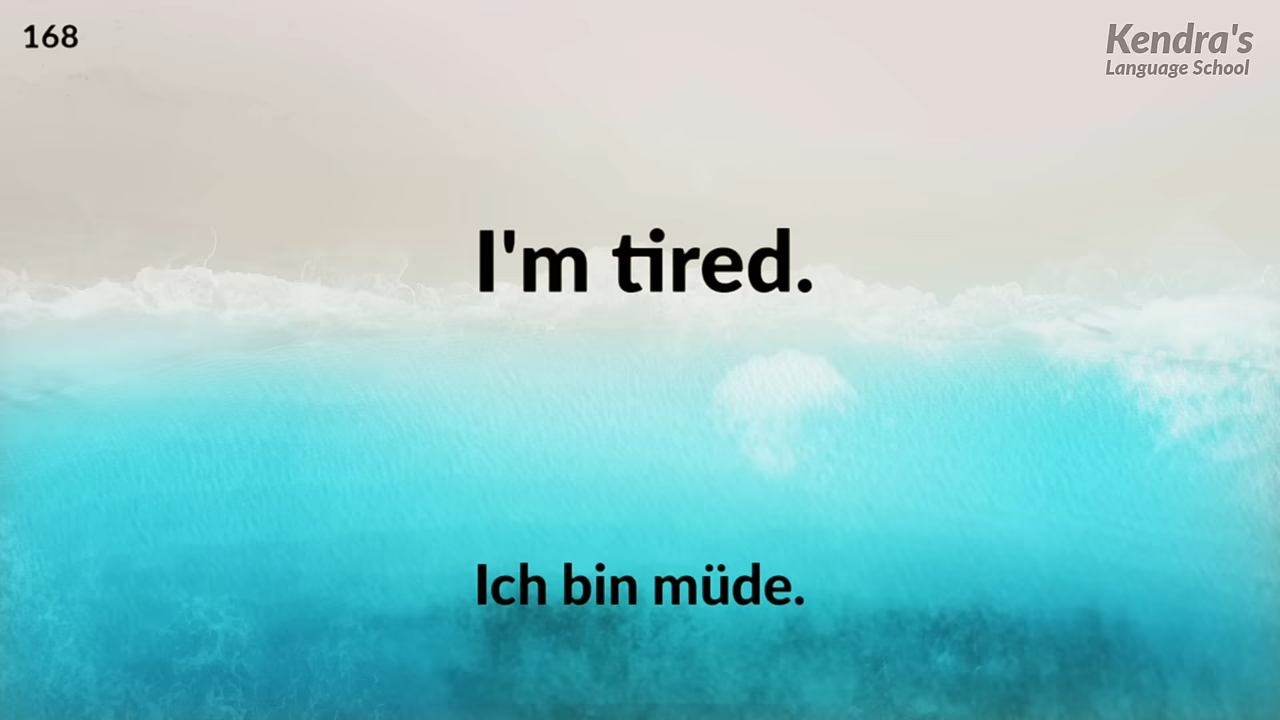 168
Kendra's
Language School
I'm tired.
Ich bin müde.